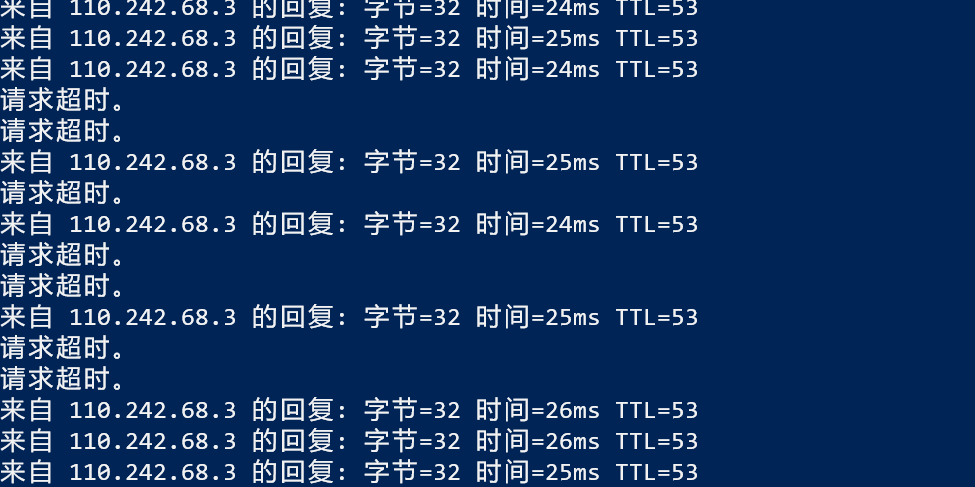 来自 110.242.68.3 的回复: 字节=32 时间=24ms TTL=53
来自 110.242.68.3 的回复: 字节=32 时间=25ms TTL=53
来自 110.242.68.3 的回复: 字节=32 时间=24ms TTL=53
请求超时。
请求超时。
来自 110.242.68.3 的回复: 字节=32 时间=25ms TTL=53
请求超时。
来自 110.242.68.3 的回复: 字节=32 时间=24ms TTL=53
请求超时。
请求超时。
来自 110.242.68.3 的回复: 字节=32 时间=25ms TTL=53
请求超时。
请求超时。
来自 110.242.68.3 的回复: 字节=32 时间=26ms TTL=53
来自 110.242.68.3 的回复: 字节=32 时间=26ms TTL=53
来自 110.242.68.3 的回复: 字节=32 时间=25ms TTL=53